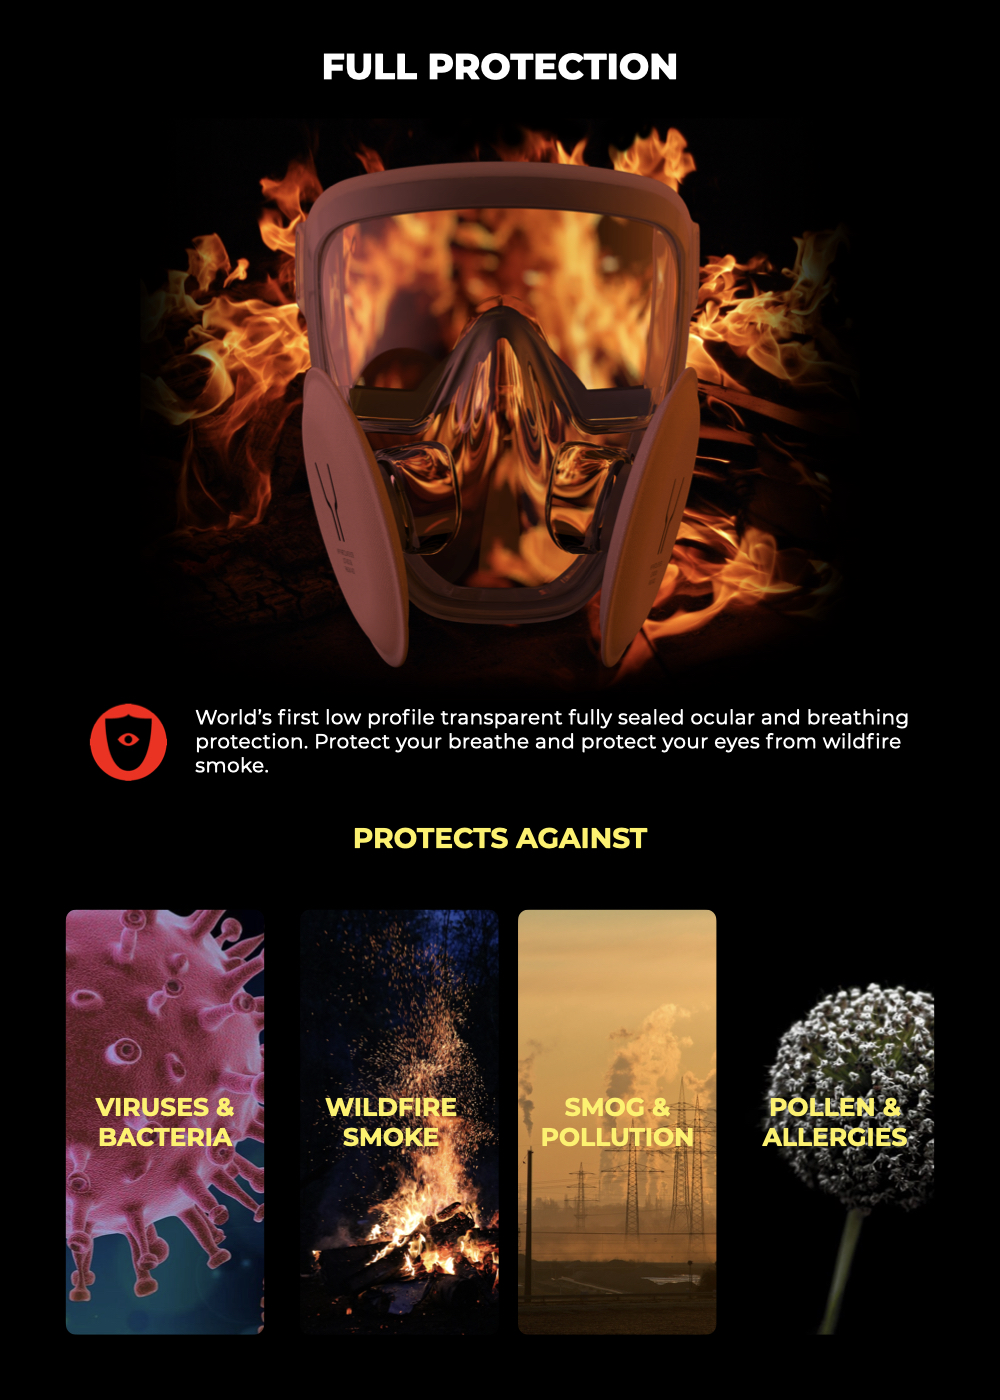 FULL PROTECTION
World's first low profile transparent fully sealed ocular and breathing
protection. Protect your breathe and protect your eyes from wildfire
smoke.
PROTECTS AGAINST
VIRUSES &
BACTERIA
WILDFIRE
SMOKE
SMOG &
POLLUTION
POLLEN &
ALLERGIES